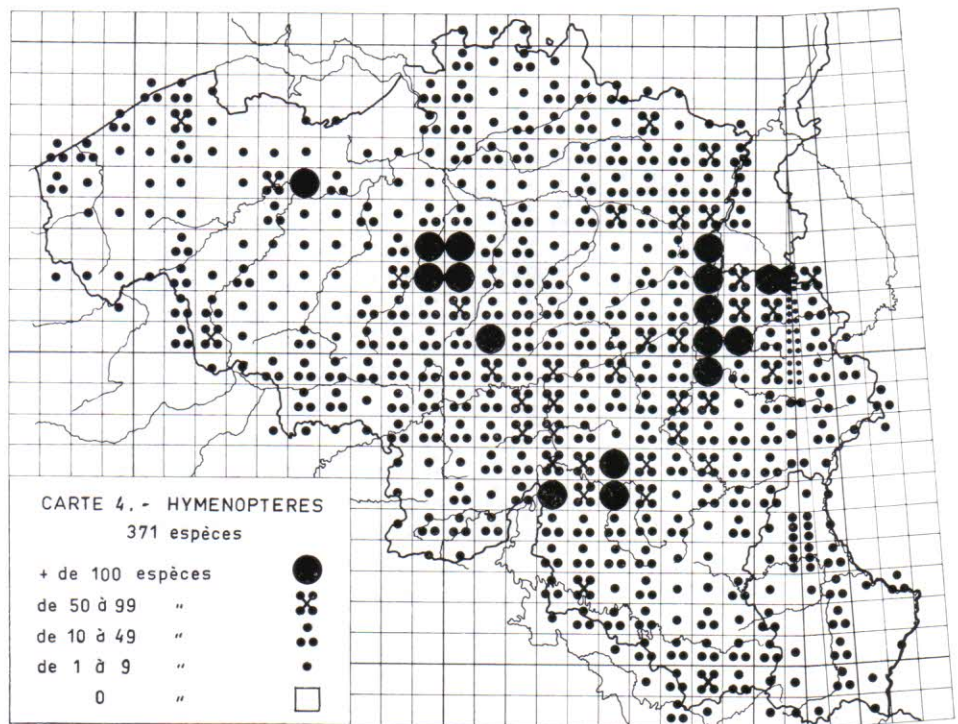 CARTE 4.- HYMENOPTERES
371 espèces
+ de 100 espèces
de 50 à 99 "
de 10 à 49 "
de 1 à 9 "
0 "